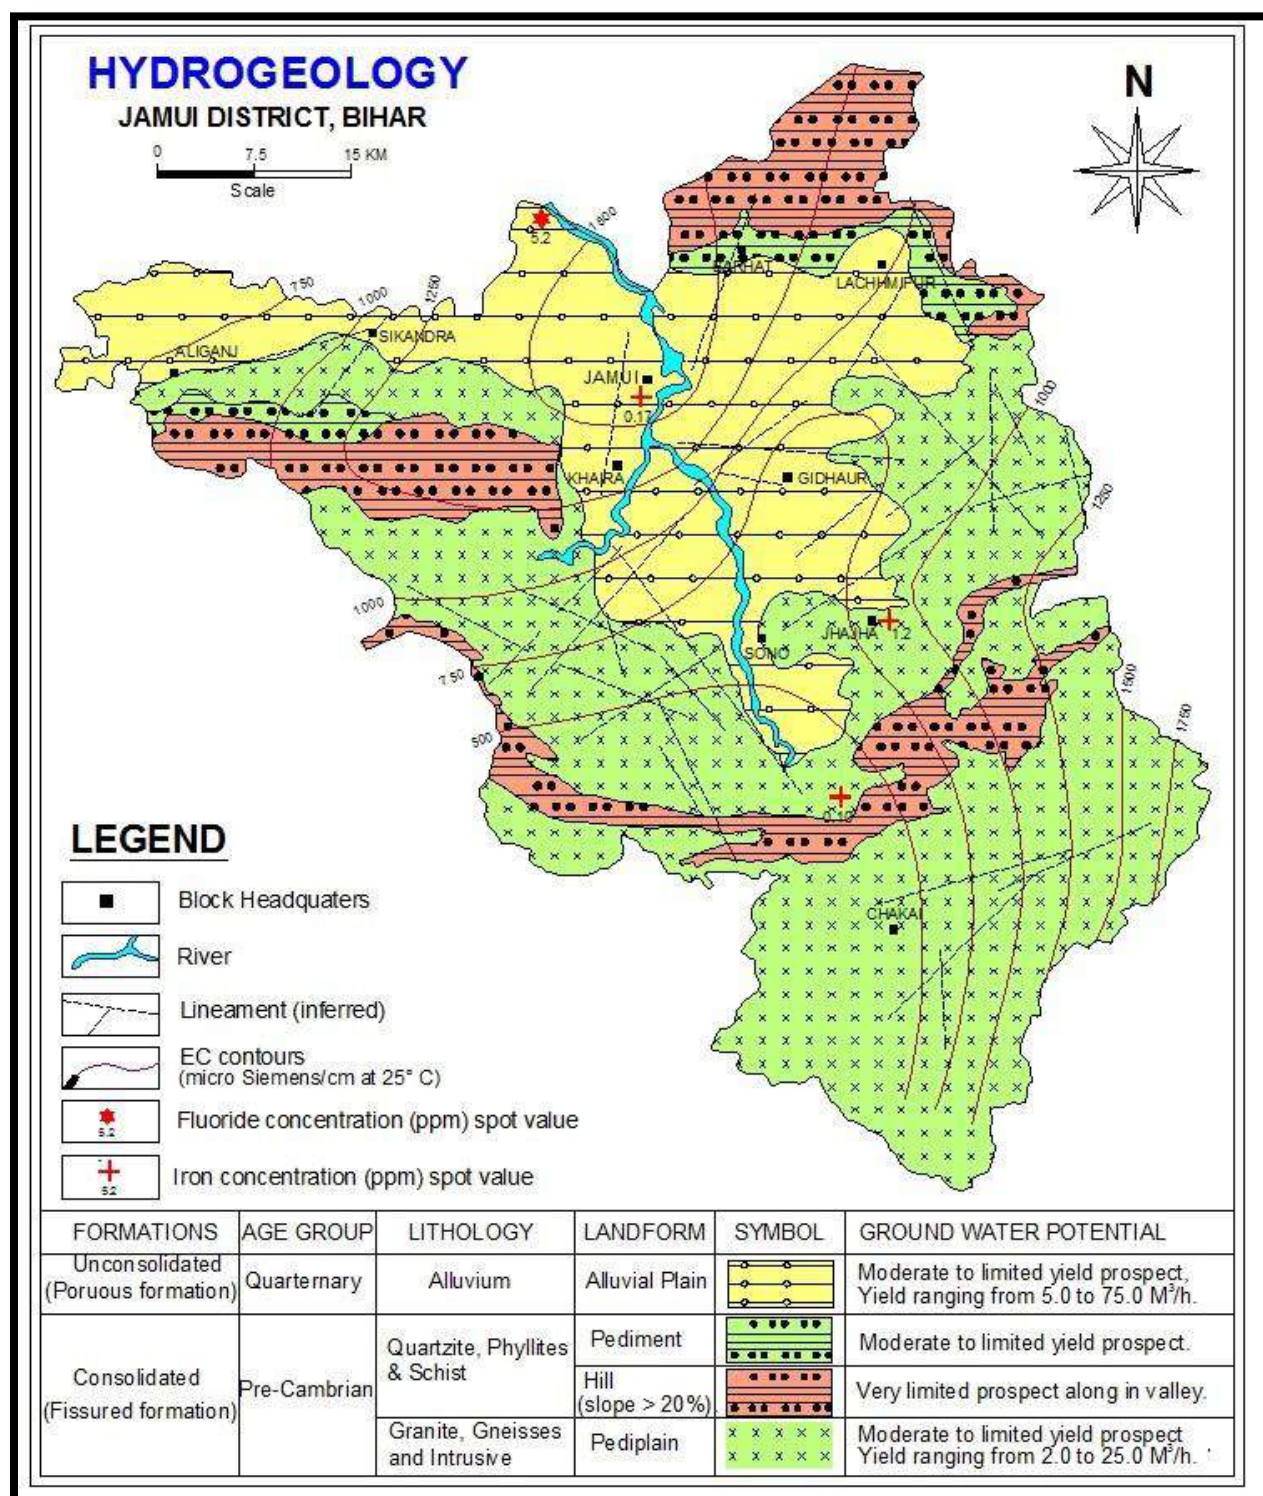 HYDROGEOLOGY
JAMUI DISTRICT, BIHAR
0 7.5 15 KM
Scale
N
5.2
1800
LACHHMIPUR
750
1000
1250
SIKANDRA
ALIGANJ
JAMUI
0.17
1000
KHAIRA
GIDHAUR
1250
1000
JHAJHA 1.2
SONO
750
1500
1750
500
0.10
CHAKAI
LEGEND
Block Headquaters
River
Lineament (inferred)
EC contours
(micro Siemens/cm at 25° C)
5.2
Fluoride concentration (ppm) spot value
5.2
Iron concentration (ppm) spot value
FORMATIONS AGE GROUP LITHOLOGY LANDFORM SYMBOL GROUND WATER POTENTIAL
Unconsolidated
(Poruous formation)
Quarternary
Alluvium
Alluvial Plain
Moderate to limited yield prospect,
Yield ranging from 5.0 to 75.0 M³/h.
Consolidated
(Fissured formation)
Pre-Cambrian
Quartzite, Phyllites
& Schist
Pediment
Moderate to limited yield prospect.
Hill
(slope > 20%)
Very limited prospect along in valley.
Granite, Gneisses
and Intrusive
Pediplain
Moderate to limited yield prospect
Yield ranging from 2.0 to 25.0 M³/h.